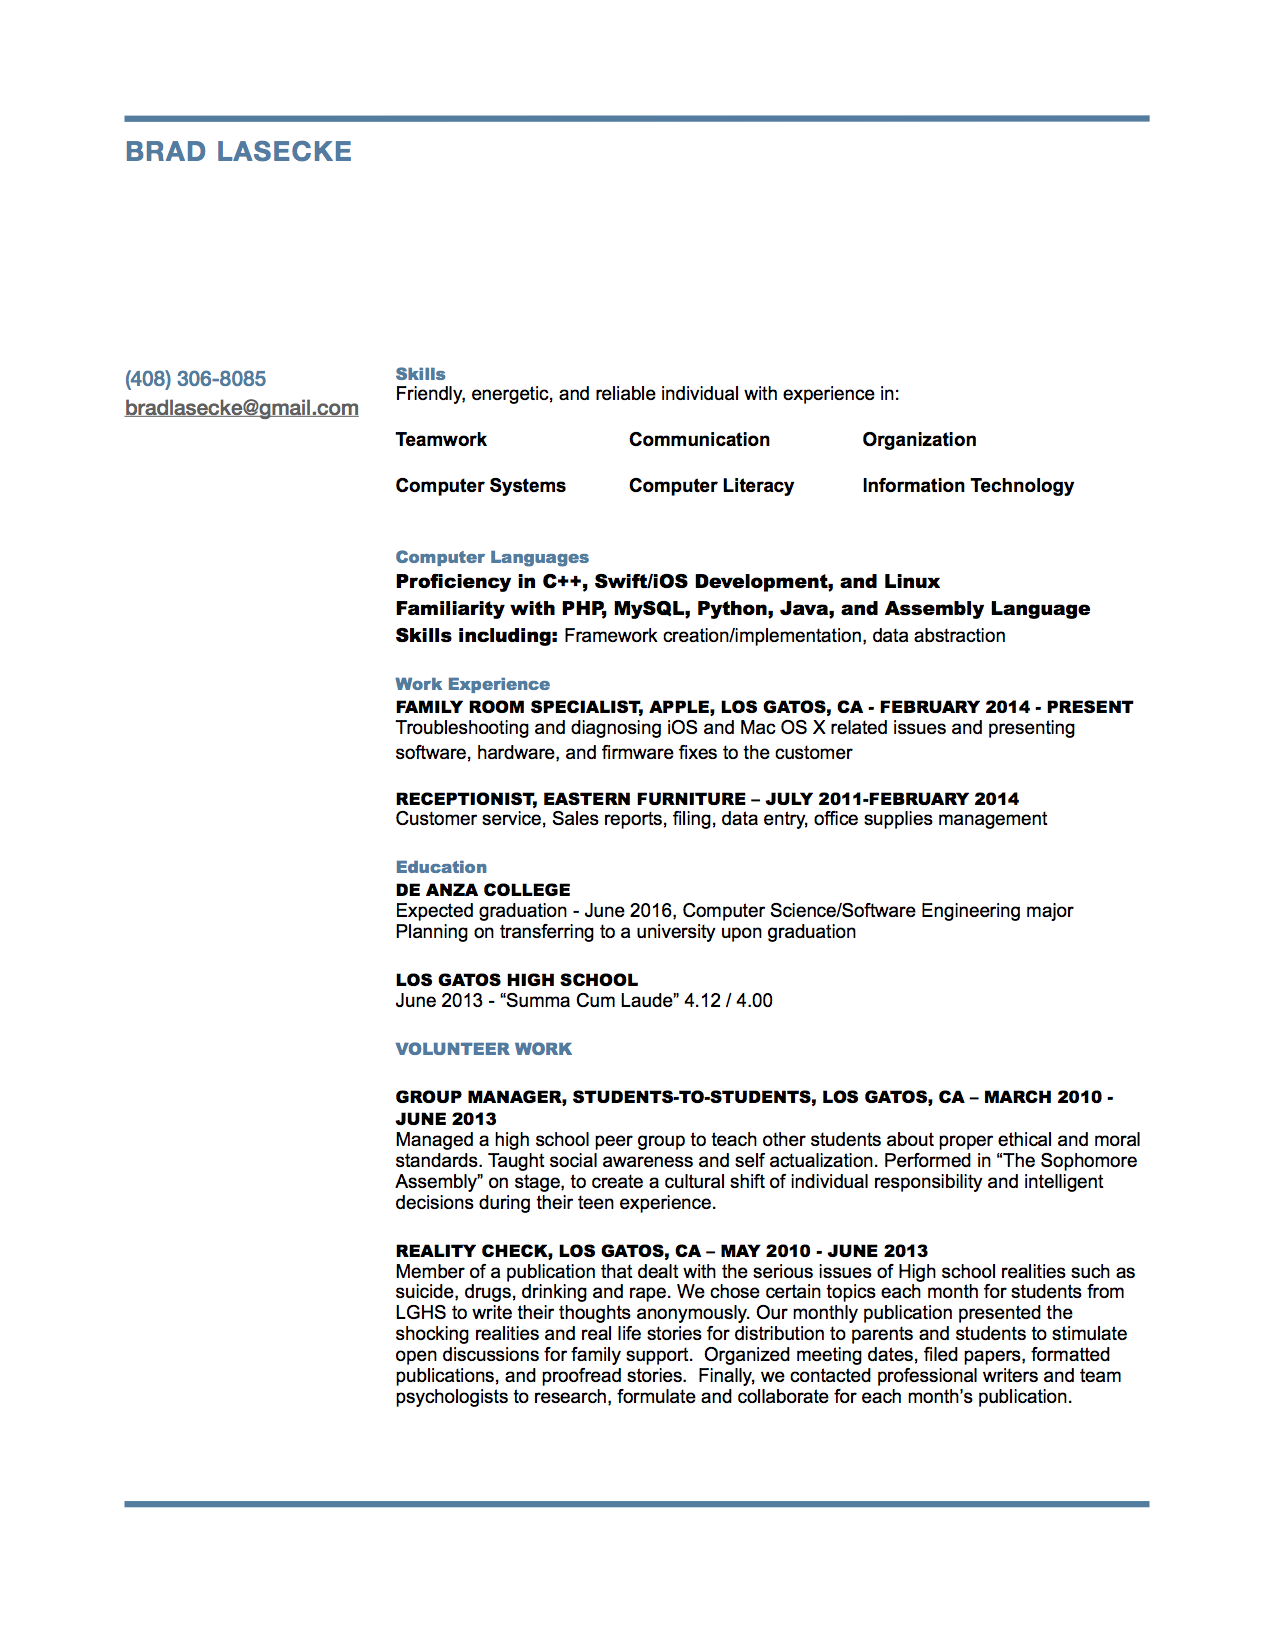 BRAD LASECKE
(408) 306-8085
bradlasecke@gmail.com
Skills
Friendly, energetic, and reliable individual with experience in:
Teamwork Communication Organization
Computer Systems Computer Literacy Information Technology
Computer Languages
Proficiency in C++, Swift/iOS Development, and Linux
Familiarity with PHP, MySQL, Python, Java, and Assembly Language
Skills including: Framework creation/implementation, data abstraction
Work Experience
FAMILY ROOM SPECIALIST, APPLE, LOS GATOS, CA - FEBRUARY 2014 - PRESENT
Troubleshooting and diagnosing iOS and Mac OS X related issues and presenting
software, hardware, and firmware fixes to the customer
RECEPTIONIST, EASTERN FURNITURE – JULY 2011-FEBRUARY 2014
Customer service, Sales reports, filing, data entry, office supplies management
Education
DE ANZA COLLEGE
Expected graduation - June 2016, Computer Science/Software Engineering major
Planning on transferring to a university upon graduation
LOS GATOS HIGH SCHOOL
June 2013 - “Summa Cum Laude” 4.12 / 4.00
VOLUNTEER WORK
GROUP MANAGER, STUDENTS-TO-STUDENTS, LOS GATOS, CA – MARCH 2010 -
JUNE 2013
Managed a high school peer group to teach other students about proper ethical and moral
standards. Taught social awareness and self actualization. Performed in “The Sophomore
Assembly” on stage, to create a cultural shift of individual responsibility and intelligent
decisions during their teen experience.
REALITY CHECK, LOS GATOS, CA – MAY 2010 - JUNE 2013
Member of a publication that dealt with the serious issues of High school realities such as
suicide, drugs, drinking and rape. We chose certain topics each month for students from
LGHS to write their thoughts anonymously. Our monthly publication presented the
shocking realities and real life stories for distribution to parents and students to stimulate
open discussions for family support.  Organized meeting dates, filed papers, formatted
publications, and proofread stories.  Finally, we contacted professional writers and team
psychologists to research, formulate and collaborate for each month’s publication.